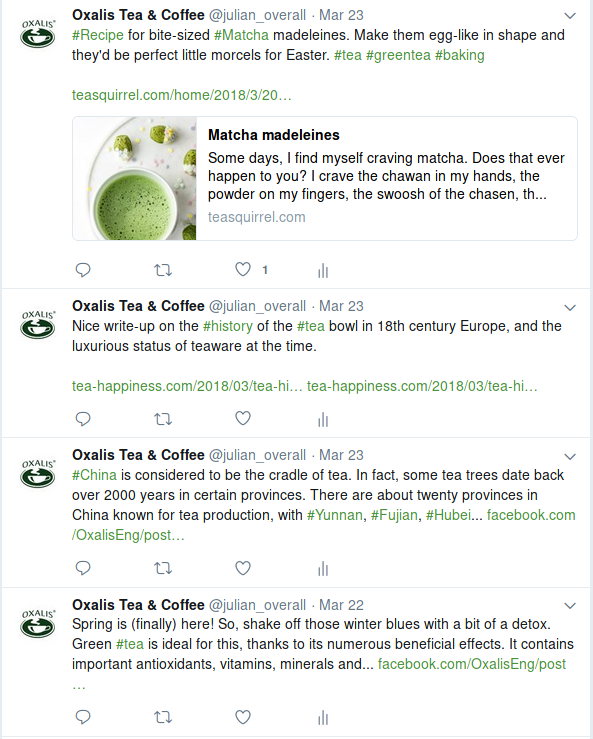 OXALIS®
Oxalis Tea & Coffee @julian_overall · Mar 23
#Recipe for bite-sized #Matcha madeleines. Make them egg-like in shape and
they'd be perfect little morcels for Easter. #tea #greentea #baking
teasquirrel.com/home/2018/3/20…
Matcha madeleines
Some days, I find myself craving matcha. Does that ever
happen to you? I crave the chawan in my hands, the
powder on my fingers, the swoosh of the chasen, th...
teasquirrel.com
1
OXALIS®
Oxalis Tea & Coffee @julian_overall · Mar 23
Nice write-up on the #history of the #tea bowl in 18th century Europe, and the
luxurious status of teaware at the time.
tea-happiness.com/2018/03/tea-hi… tea-happiness.com/2018/03/tea-hi…
OXALIS®
Oxalis Tea & Coffee @julian_overall · Mar 23
#China is considered to be the cradle of tea. In fact, some tea trees date back
over 2000 years in certain provinces. There are about twenty provinces in
China known for tea production, with #Yunnan, #Fujian, #Hubei... facebook.com
/OxalisEng/post…
OXALIS®
Oxalis Tea & Coffee @julian_overall · Mar 22
Spring is (finally) here! So, shake off those winter blues with a bit of a detox.
Green #tea is ideal for this, thanks to its numerous beneficial effects. It contains
important antioxidants, vitamins, minerals and... facebook.com/OxalisEng/post
…